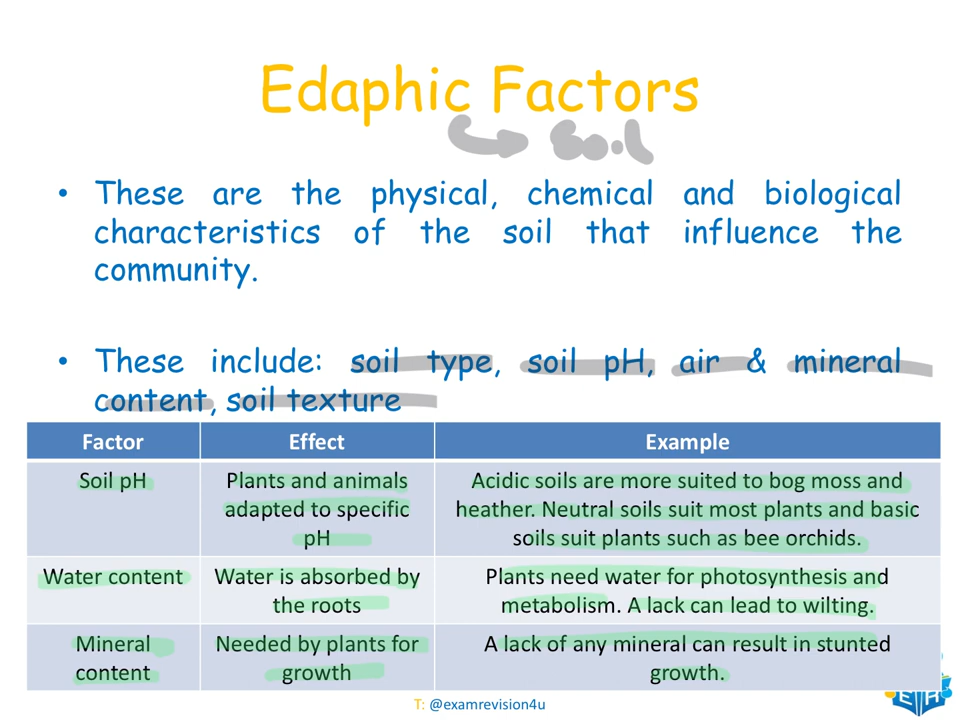 Edaphic Factors
Soil
• These are the physical, chemical and biological
characteristics of the soil that influence the
community.
• These include: soil type, soil pH, air & mineral
content, soil texture
Factor Effect Example
Soil pH
Plants and animals
adapted to specific
pH
Acidic soils are more suited to bog moss and
heather. Neutral soils suit most plants and basic
soils suit plants such as bee orchids.
Water content
Water is absorbed by
the roots
Plants need water for photosynthesis and
metabolism. A lack can lead to wilting.
Mineral
content
Needed by plants for
growth
A lack of any mineral can result in stunted
growth.
T: @examrevision4u